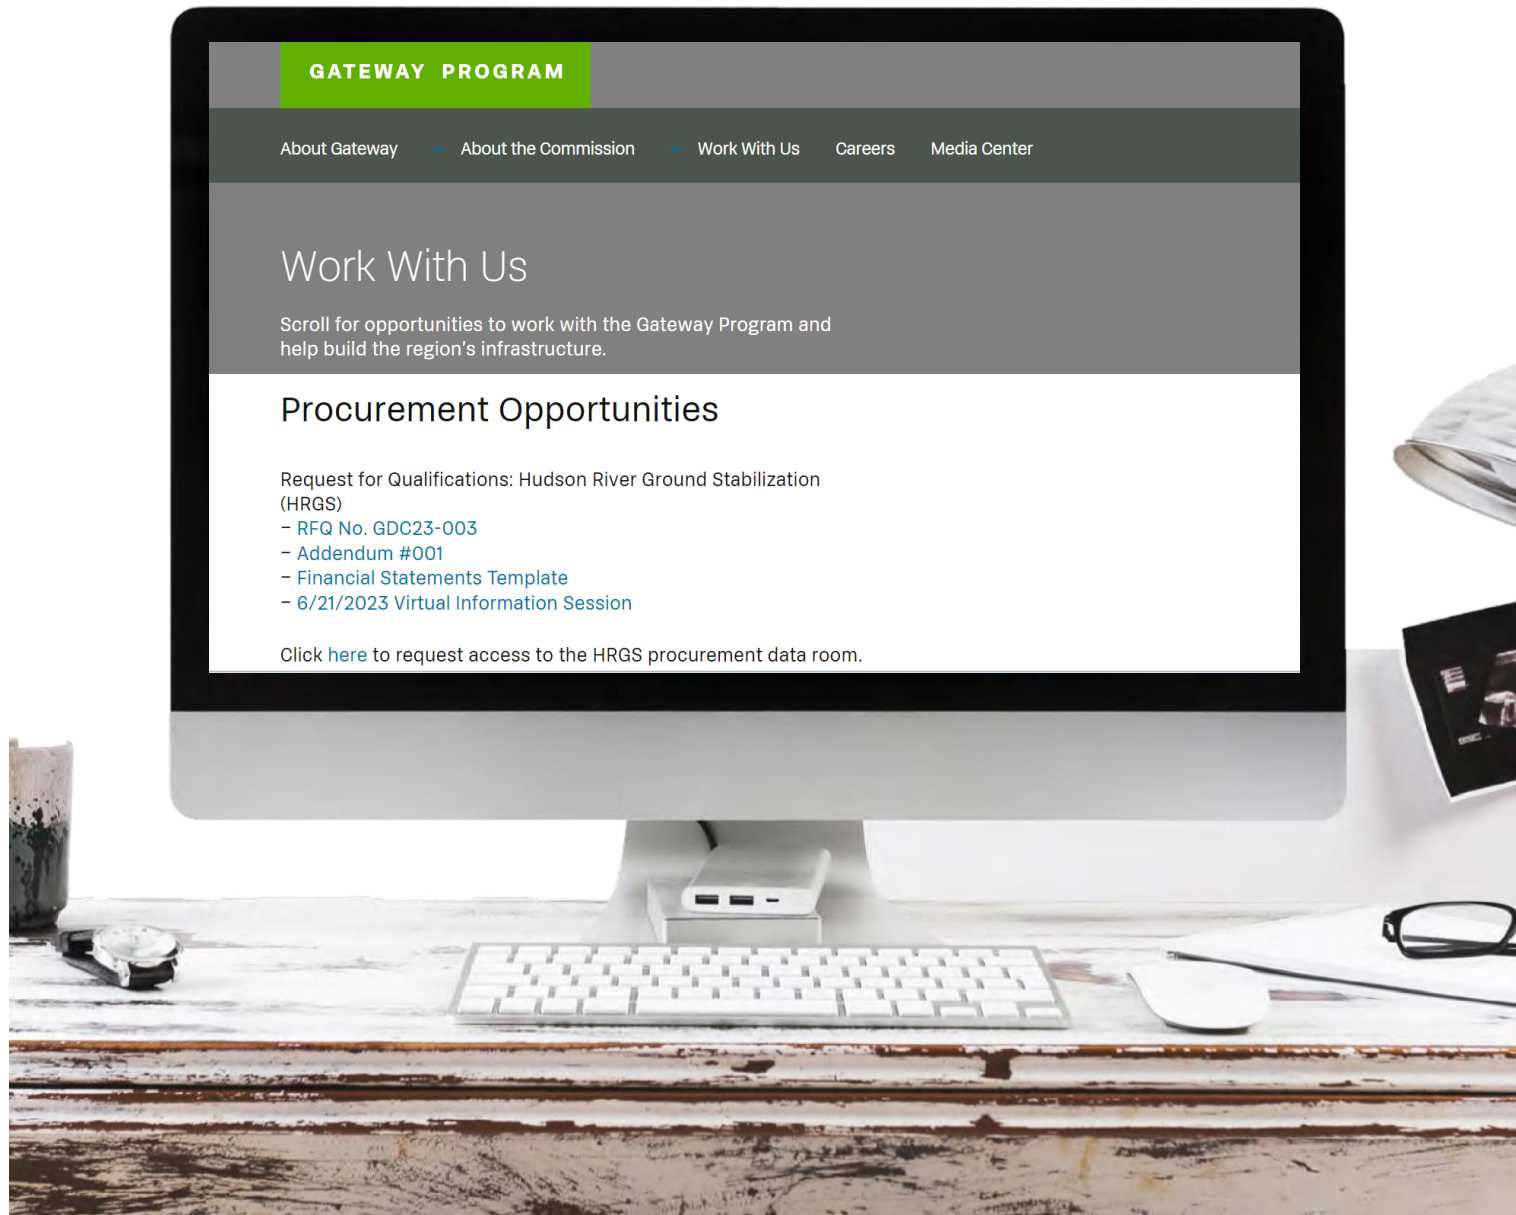 GATEWAY PROGRAM
About Gateway About the Commission Work With Us Careers Media Center
Work With Us
Scroll for opportunities to work with the Gateway Program and
help build the region's infrastructure.
Procurement Opportunities
Request for Qualifications: Hudson River Ground Stabilization
(HRGS)
– RFQ No. GDC23-003
– Addendum #001
– Financial Statements Template
– 6/21/2023 Virtual Information Session
Click here to request access to the HRGS procurement data room.